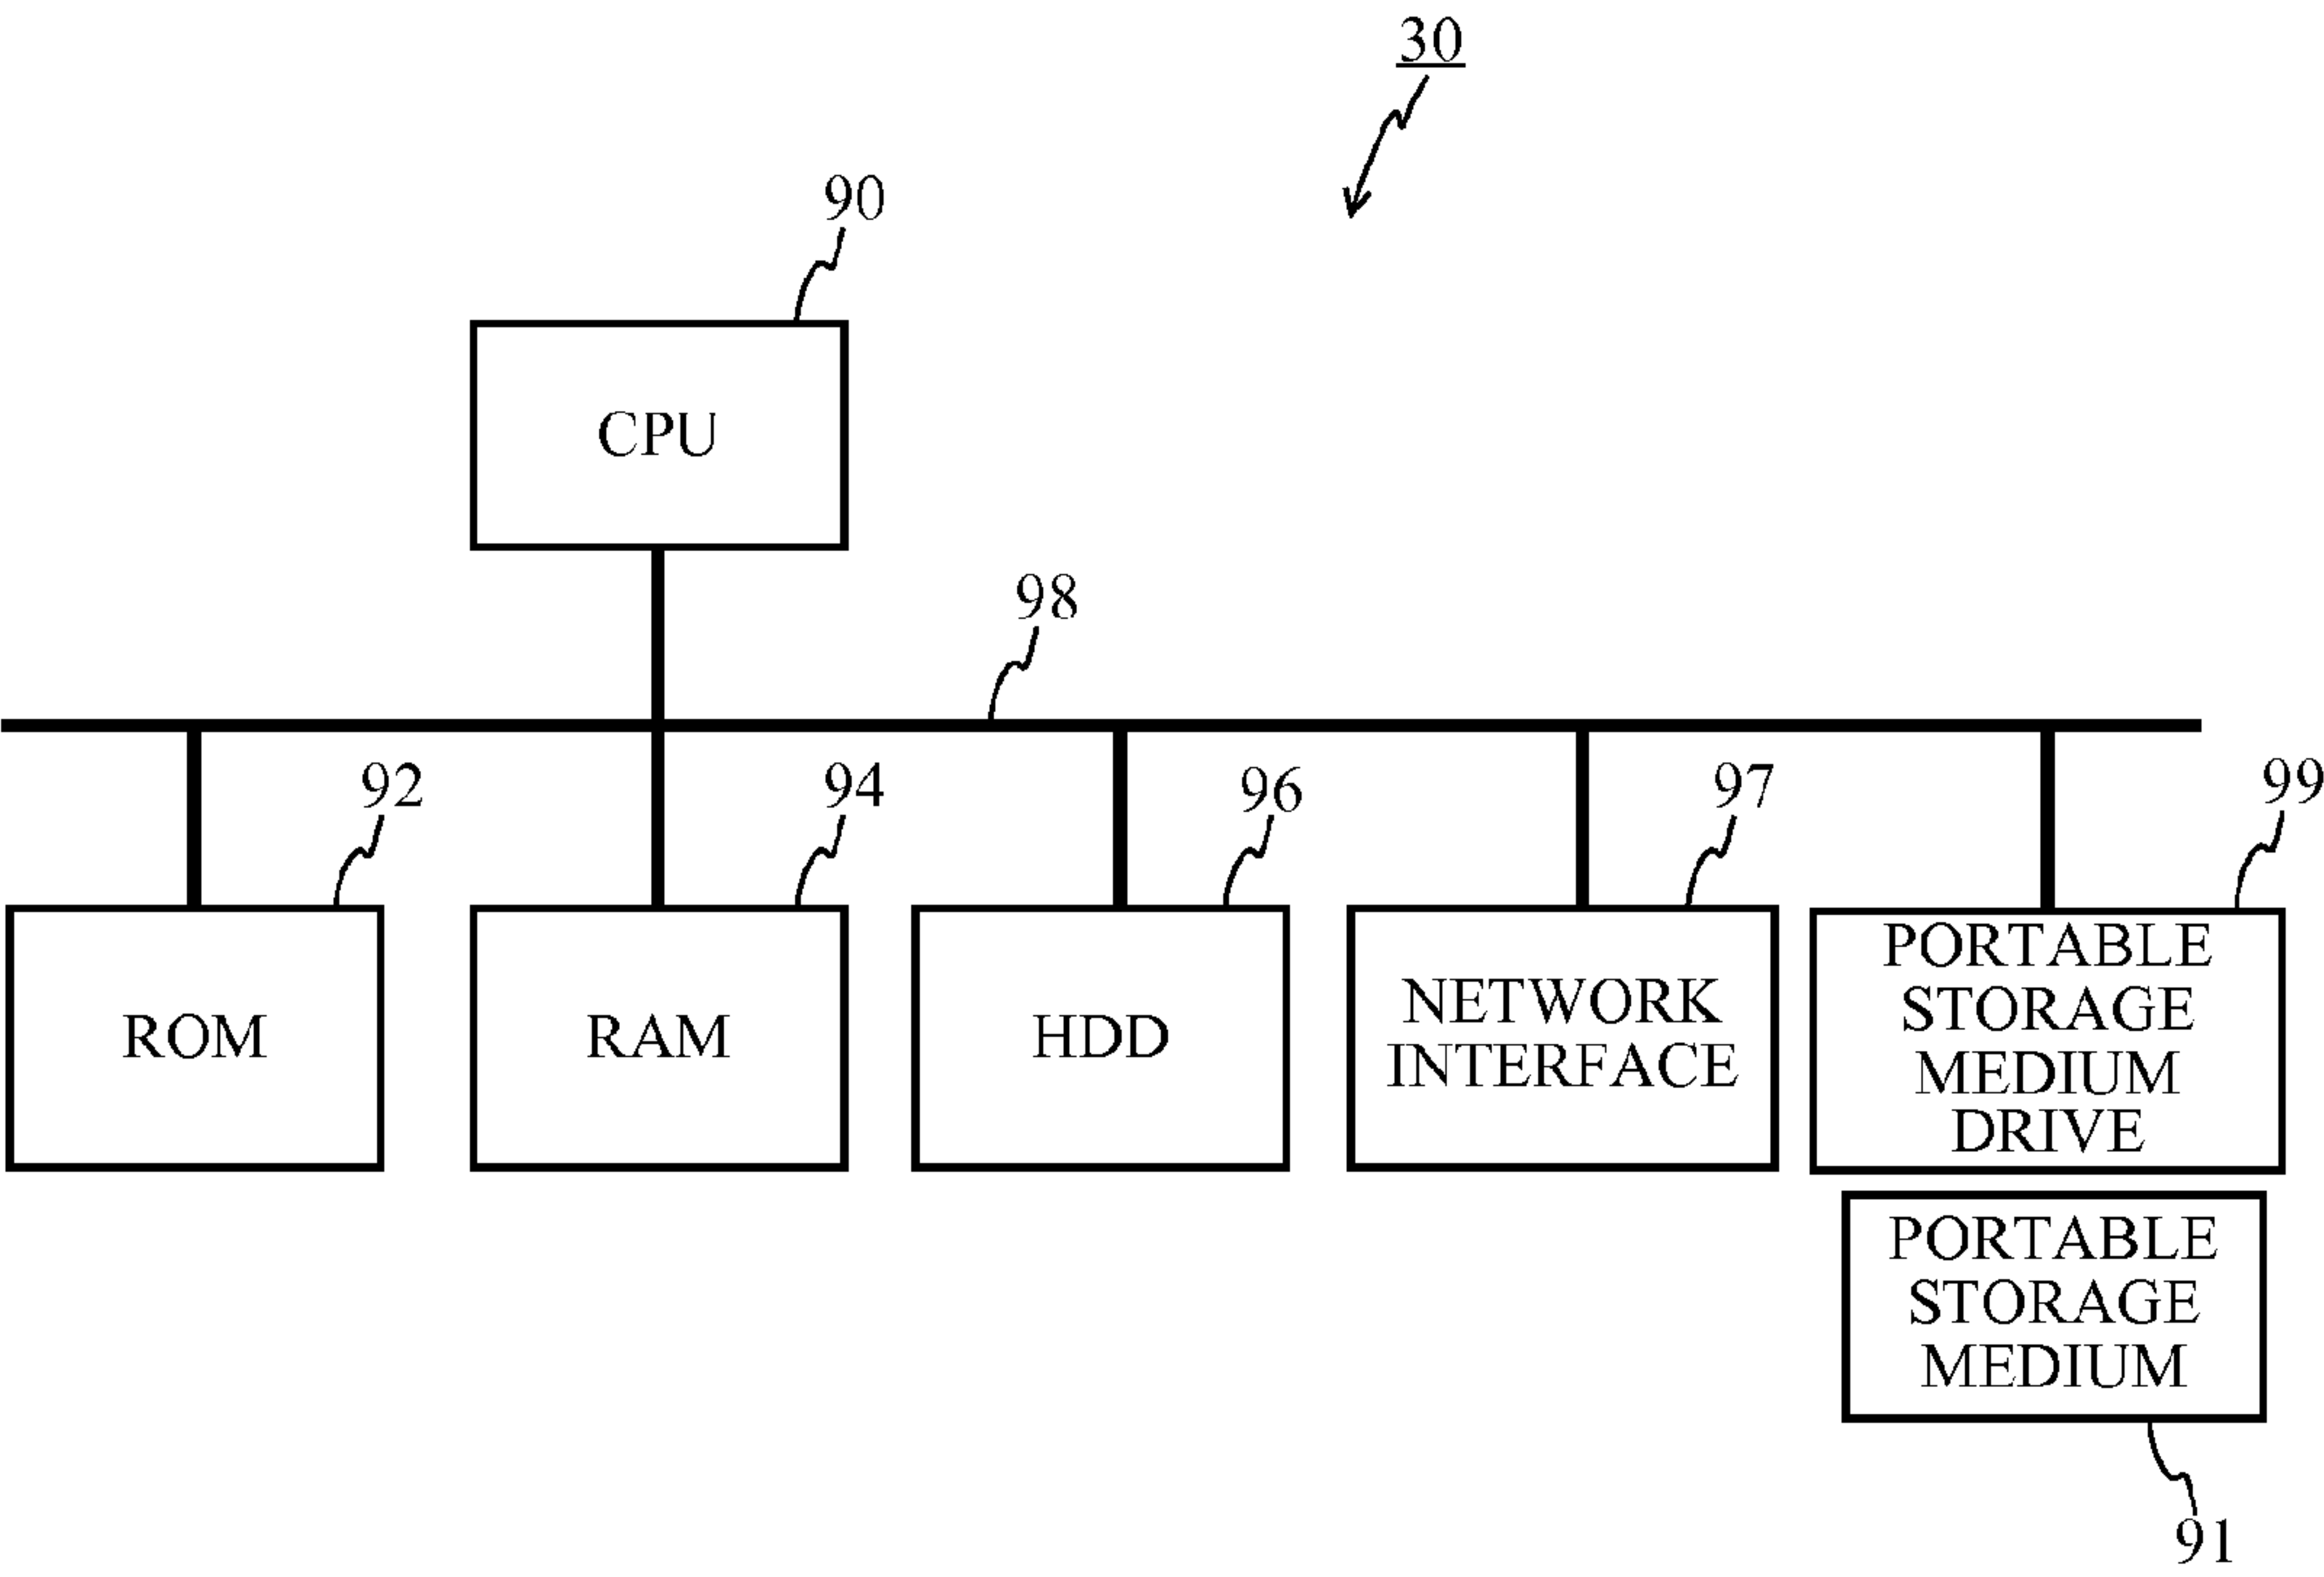 30
90
CPU
98
92
94
96
97
99
ROM
RAM
HDD
NETWORK
INTERFACE
PORTABLE
STORAGE
MEDIUM
DRIVE
PORTABLE
STORAGE
MEDIUM
91